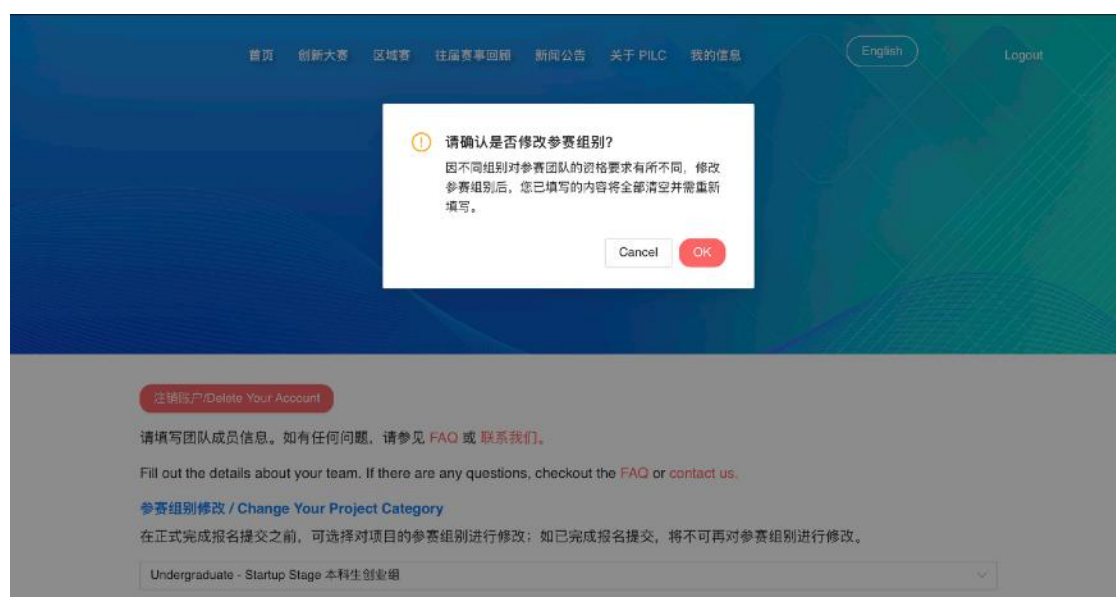 首页 创新大赛 区域赛 往届赛事回顾 新闻公告 关于 PILC 我的信息 English Logout
请确认是否修改参赛组别?
因不同组别对参赛团队的资格要求有所不同，修改
参赛组别后，您已填写的内容将全部清空并需重新
填写。
Cancel OK
注销账户/Delete Your Account
请填写团队成员信息。如有任何问题，请参见 FAQ 或 联系我们。
Fill out the details about your team. If there are any questions, checkout the FAQ or contact us.
参赛组别修改 / Change Your Project Category
在正式完成报名提交之前，可选择对项目的参赛组别进行修改；如已完成报名提交，将不可再对参赛组别进行修改。
Undergraduate - Startup Stage 本科生创业组